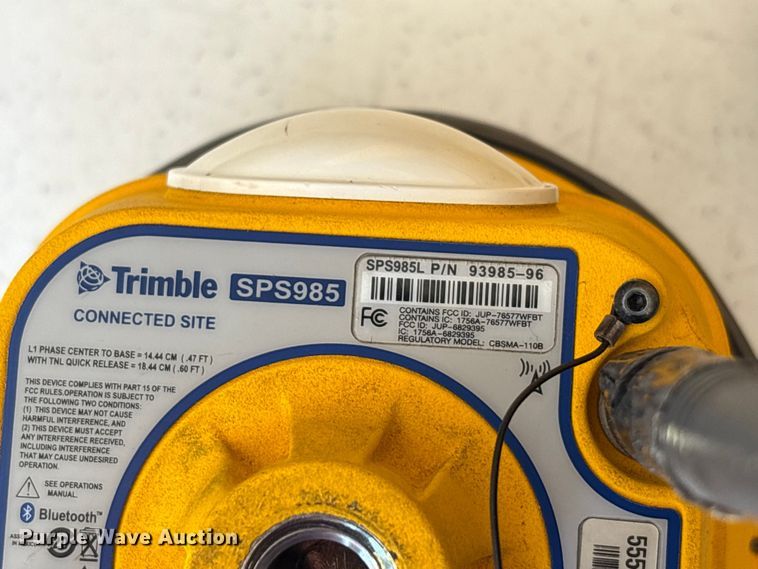 Trimble SPS985
CONNECTED SITE
SPS985L P/N 93985-96
FC
CONTAINS FCC ID: JUP-76577WFBT
CONTAINS IC: 1756A-76577WFBT
FCC ID: JUP-6829395
IC: 1756A-6829395
REGULATORY MODEL: CBSMA-110B
L1 PHASE CENTER TO BASE = 14.44 CM ( .47 FT)
WITH TNL QUICK RELEASE = 18.44 CM ( .60 FT)
THIS DEVICE COMPLIES WITH PART 15 OF THE
FCC RULES.OPERATION IS SUBJECT TO
THE FOLLOWING TWO CONDITIONS:
(1) THIS DEVICE MAY NOT CAUSE
HARMFUL INTERFERENCE, AND
(2) THIS DEVICE MUST ACCEPT
ANY INTERFERENCE RECEIVED,
INCLUDING INTERFERENCE
THAT MAY CAUSE UNDESIRED
OPERATION.
SEE OPERATIONS
MANUAL.
Bluetooth™
555
Purple Wave Auction